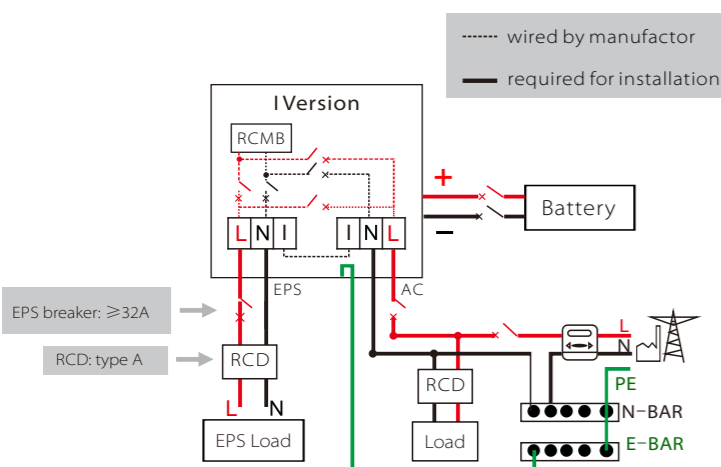 wired by manufactor
required for installation
I Version
RCMB
+
−
Battery
L N I
I N L
EPS
AC
EPS breaker: ≥32A
RCD: type A
RCD
L N
EPS Load
RCD
Load
L
N
PE
N-BAR
E-BAR